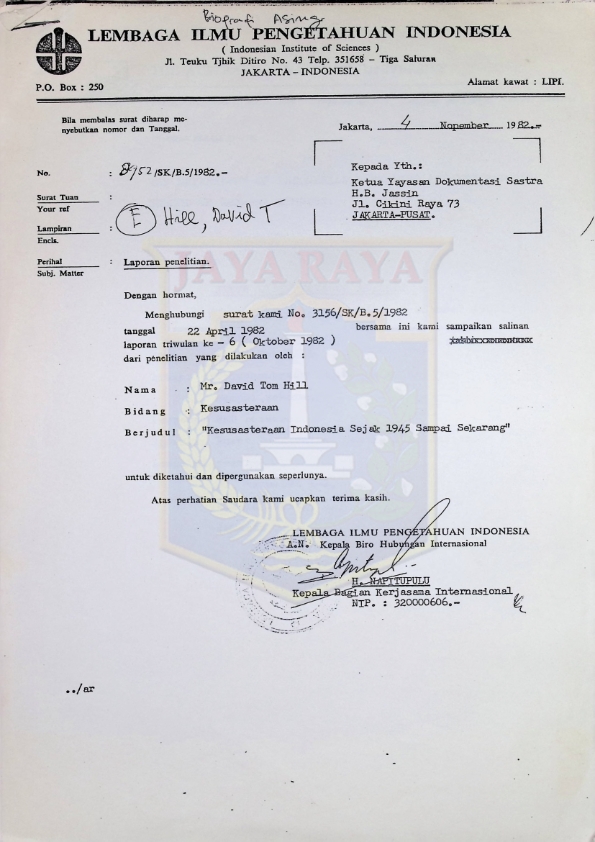 Biografi Asing
LEMBAGA ILMU PENGETAHUAN INDONESIA
( Indonesian Institute of Sciences )
Jl. Teuku Tjhik Ditiro No. 43 Telp. 351658 – Tiga Saluran
JAKARTA – INDONESIA
P.O. Box : 250
Alamat kawat : LIPI.
Bila membalas surat diharap me-
nyebutkan nomor dan Tanggal.
Jakarta, 4 Nopember 1982.-
No. : 8952/SK/B.5/1982.-
Kepada Yth.:
Ketua Yayasan Dokumentasi Sastra
H.B. Jassin
Jl. Cikini Raya 73
JAKARTA-PUSAT.
Surat Tuan :
Your ref
(E) Hill, David T
Lampiran :
Encls.
Perihal : Laporan penelitian.
Subj. Matter
JAYA RAYA
Dengan hormat,
Menghubungi surat kami No. 3156/SK/B.5/1982
tanggal 22 April 1982 bersama ini kami sampaikan salinan
laporan triwulan ke – 6 ( Oktober 1982 )
dari penelitian yang dilakukan oleh :
Nama : Mr. David Tom Hill
Bidang : Kesusasteraan
Berjudul : "Kesusasteraan Indonesia Sejak 1945 Sampai Sekarang"
untuk diketahui dan dipergunakan seperlunya.
Atas perhatian Saudara kami ucapkan terima kasih.
LEMBAGA ILMU PENGETAHUAN INDONESIA
A.N. Kepala Biro Hubungan Internasional
H. NAPITUPULU
Kepala Bagian Kerjasama Internasional
NIP. : 320000606.-
../ar